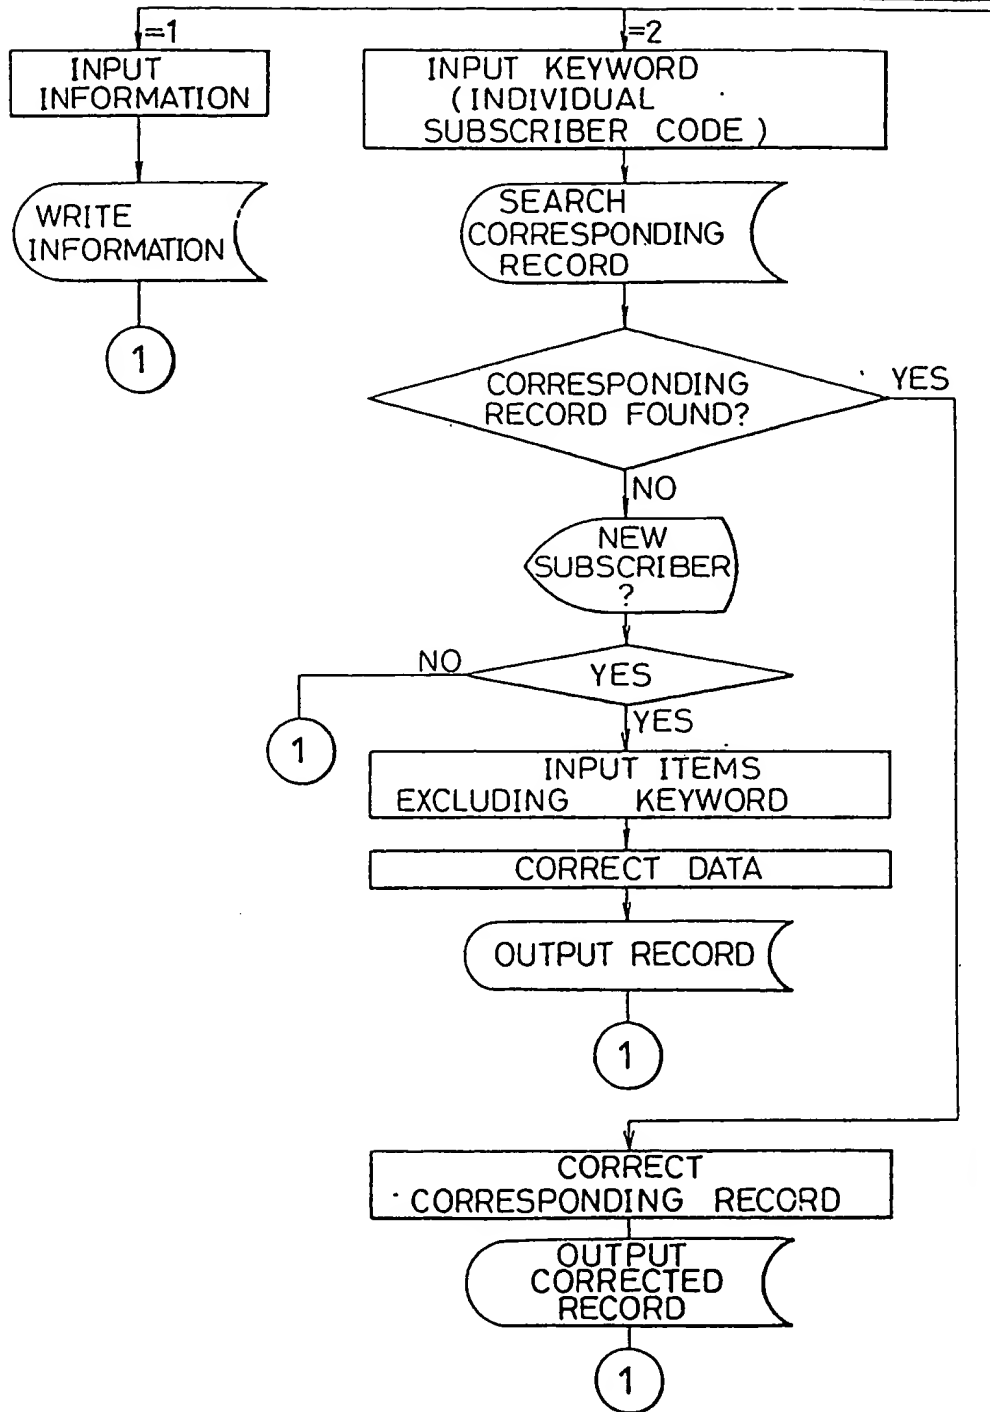 =1
INPUT
INFORMATION
WRITE
INFORMATION
1
=2
INPUT KEYWORD
(INDIVIDUAL
SUBSCRIBER CODE)
SEARCH
CORRESPONDING
RECORD
CORRESPONDING
RECORD FOUND?
YES
NO
NEW
SUBSCRIBER
?
NO
YES
1
YES
INPUT ITEMS
EXCLUDING KEYWORD
CORRECT DATA
OUTPUT RECORD
1
CORRECT
CORRESPONDING RECORD
OUTPUT
CORRECTED
RECORD
1